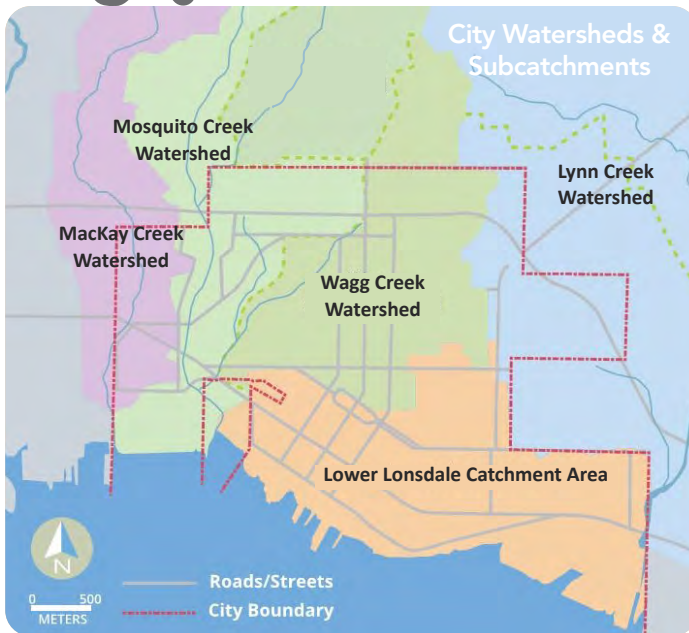 City Watersheds &
Subcatchments
Mosquito Creek
Watershed
Lynn Creek
Watershed
MacKay Creek
Watershed
Wagg Creek
Watershed
Lower Lonsdale Catchment Area
N
0 500
METERS
Roads/Streets
City Boundary